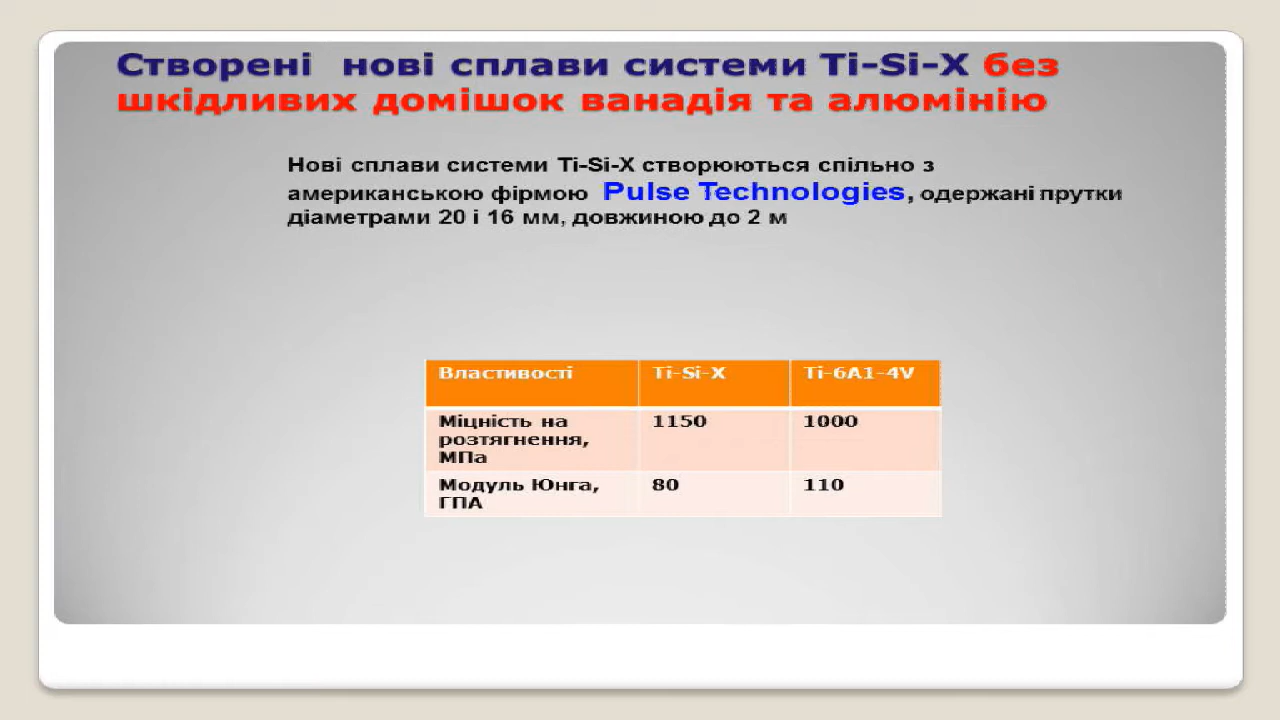 Створені нові сплави системи Ti-Si-X без
шкідливих домішок ванадія та алюмінію
Нові сплави системи Ti-Si-X створюються спільно з
американською фірмою Pulse Technologies, одержані прутки
діаметрами 20 і 16 мм, довжиною до 2 м
Властивості Ti-Si-X Ti-6A1-4V
Міцність на 1150 1000
розтягнення,
МПа
Модуль Юнга, 80 110
ГПА